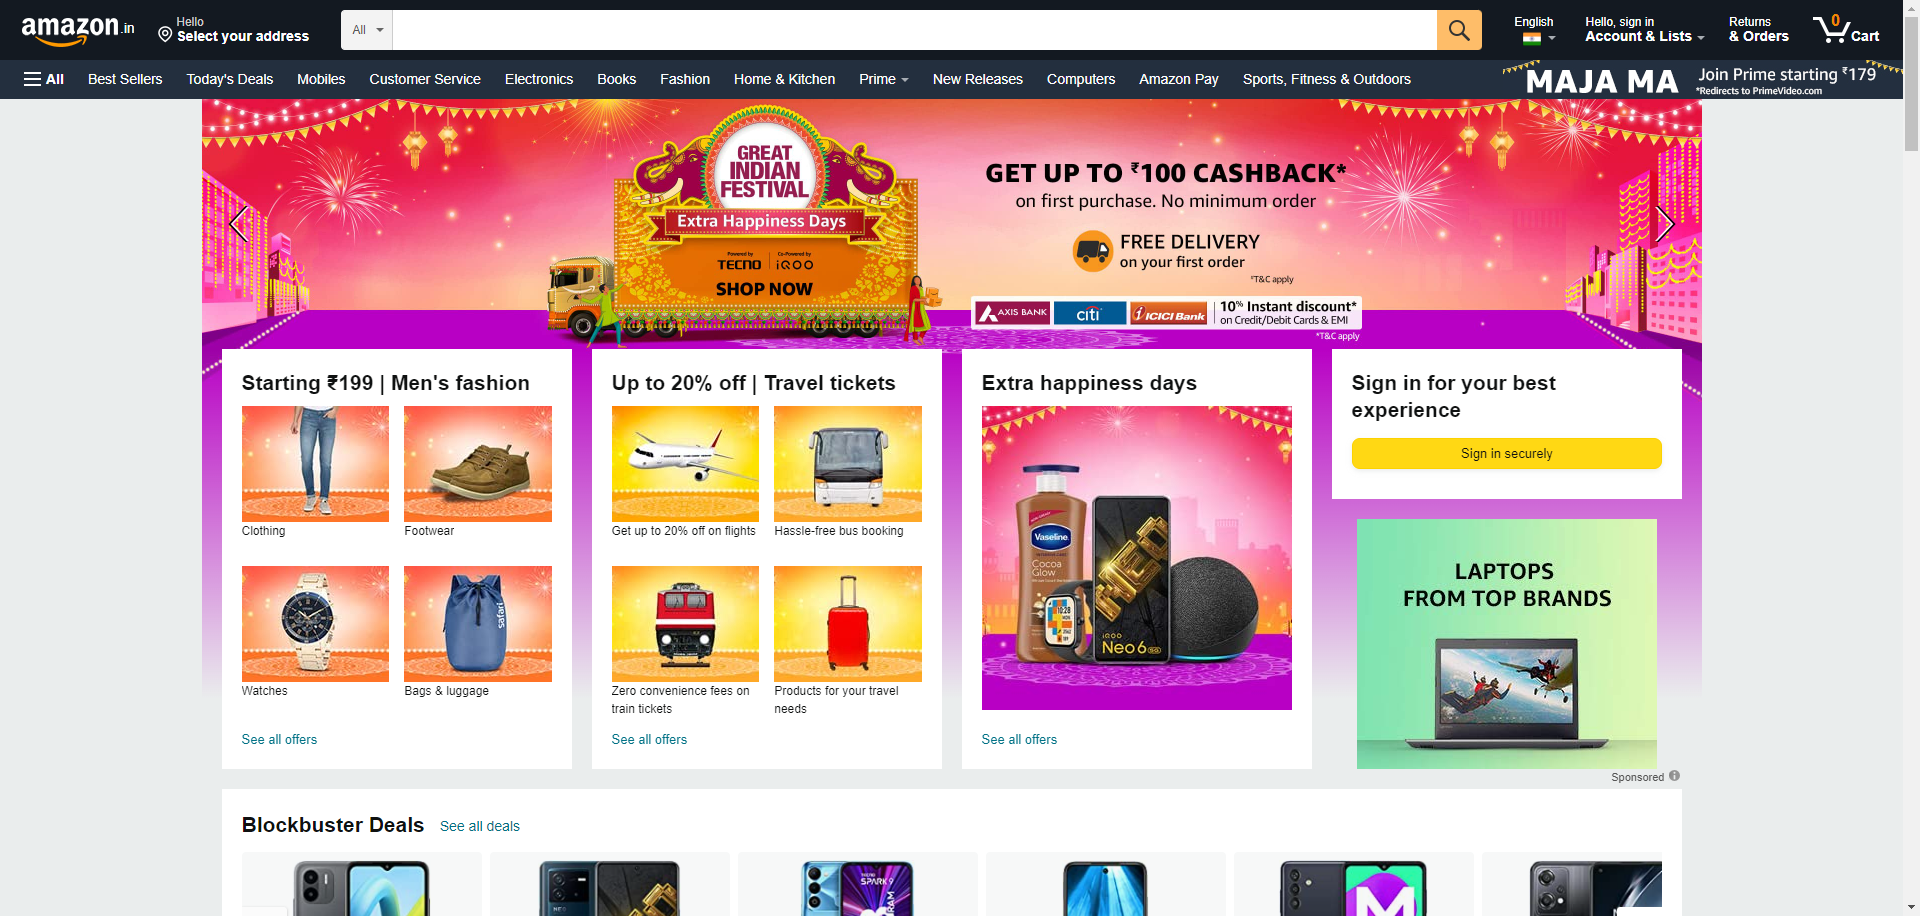 amazon.in
Hello
Select your address
All
English
Hello, sign in
Account & Lists
Returns
& Orders
0
Cart
All
Best Sellers
Today's Deals
Mobiles
Customer Service
Electronics
Books
Fashion
Home & Kitchen
Prime
New Releases
Computers
Amazon Pay
Sports, Fitness & Outdoors
MAJA MA
Join Prime starting ₹179
*Redirects to PrimeVideo.com
GREAT
INDIAN
FESTIVAL
Extra Happiness Days
Powered by
TECNO
Co-Powered by
iQOO
SHOP NOW
GET UP TO ₹100 CASHBACK*
on first purchase. No minimum order
FREE DELIVERY
on your first order
*T&C apply
AXIS BANK
citi
ICICI Bank
10% Instant discount*
on Credit/Debit Cards & EMI
*T&C apply
Starting ₹199 | Men's fashion
Clothing
Footwear
safari
Watches
Bags & luggage
See all offers
Up to 20% off | Travel tickets
Get up to 20% off on flights
Hassle-free bus booking
Zero convenience fees on
train tickets
Products for your travel
needs
See all offers
Extra happiness days
Vaseline
Cocoa
Glow
10:28
NEO
iQOO
Neo 6 5G
See all offers
Sign in for your best
experience
Sign in securely
LAPTOPS
FROM TOP BRANDS
Sponsored
Blockbuster Deals
See all deals
NEO
SPARK 9
M